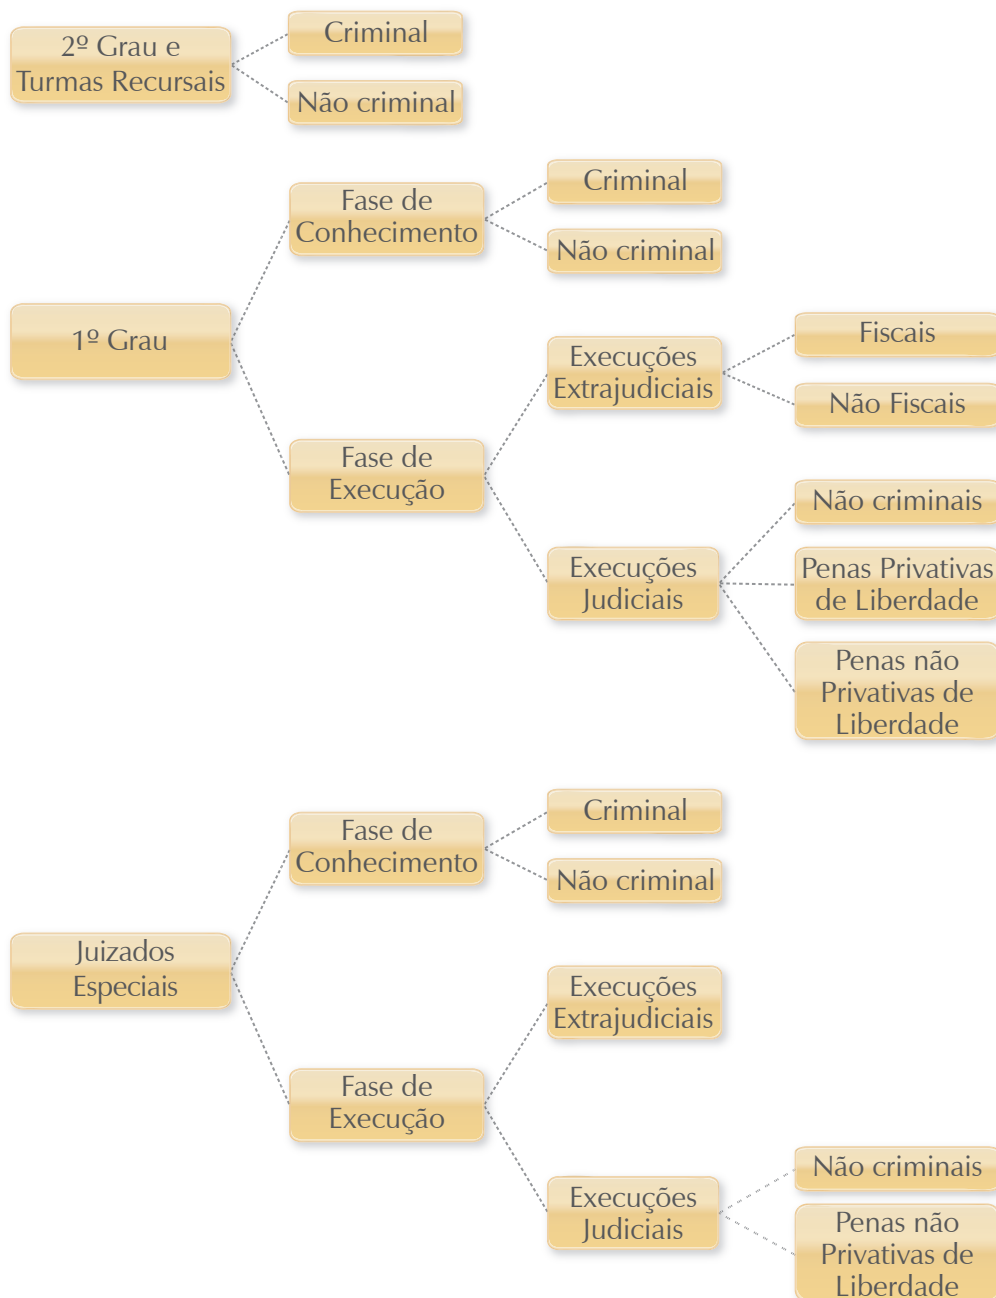 2º Grau e
Turmas Recursais
Criminal
Não criminal
1º Grau
Fase de
Conhecimento
Criminal
Não criminal
Fase de
Execução
Execuções
Extrajudiciais
Fiscais
Não Fiscais
Execuções
Judiciais
Não criminais
Penas Privativas
de Liberdade
Penas não
Privativas de
Liberdade
Juizados
Especiais
Fase de
Conhecimento
Criminal
Não criminal
Fase de
Execução
Execuções
Extrajudiciais
Execuções
Judiciais
Não criminais
Penas não
Privativas de
Liberdade